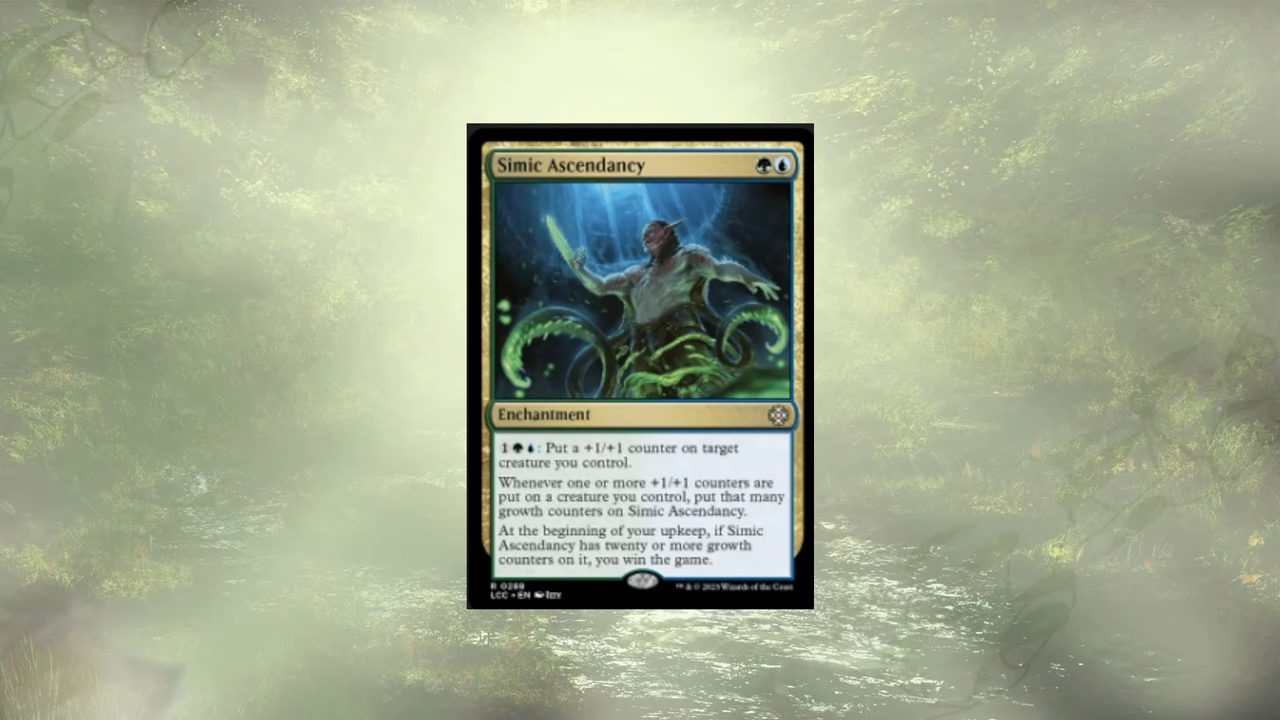 Simic Ascendancy
Enchantment
1 : Put a +1/+1 counter on target
creature you control.
Whenever one or more +1/+1 counters are
put on a creature you control, put that many
growth counters on Simic Ascendancy.
At the beginning of your upkeep, if Simic
Ascendancy has twenty or more growth
counters on it, you win the game.
R 0288
LCC • EN
™ & © 2023 Wizards of the Coast